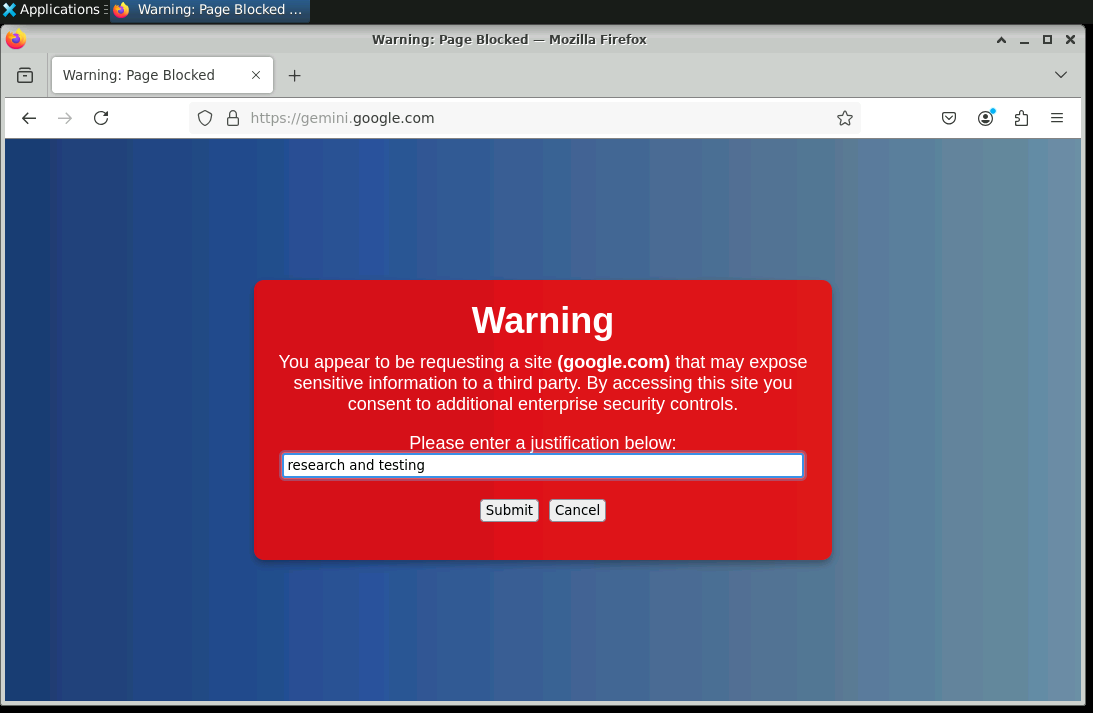 Applications
Warning: Page Blocked ...
Warning: Page Blocked — Mozilla Firefox
Warning: Page Blocked
https://gemini.google.com
Warning
You appear to be requesting a site (google.com) that may expose
sensitive information to a third party. By accessing this site you
consent to additional enterprise security controls.
Please enter a justification below:
research and testing
Submit Cancel